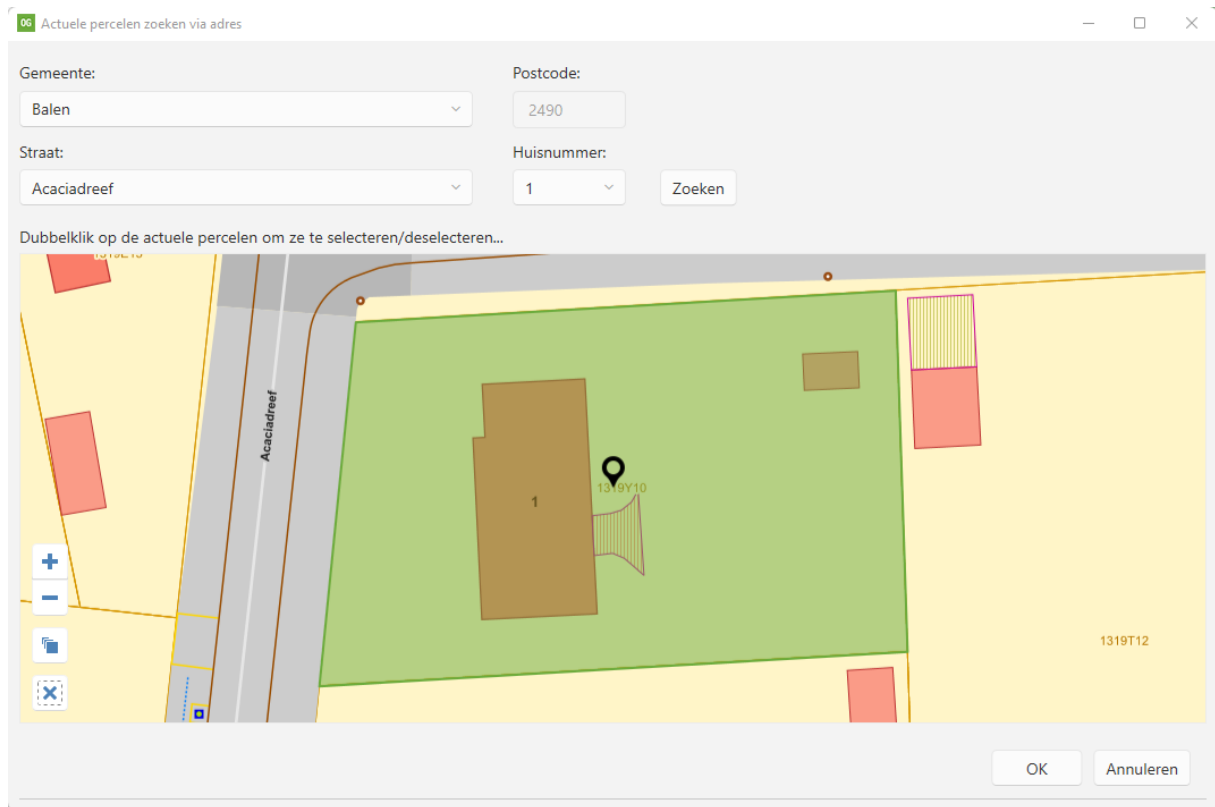 OG Actuele percelen zoeken via adres
Gemeente: Postcode:
Balen 2490
Straat: Huisnummer:
Acaciadreef 1 Zoeken
Dubbelklik op de actuele percelen om ze te selecteren/deselecteren...
Acaciadreef
1319Y10
1
1319T12
OK Annuleren